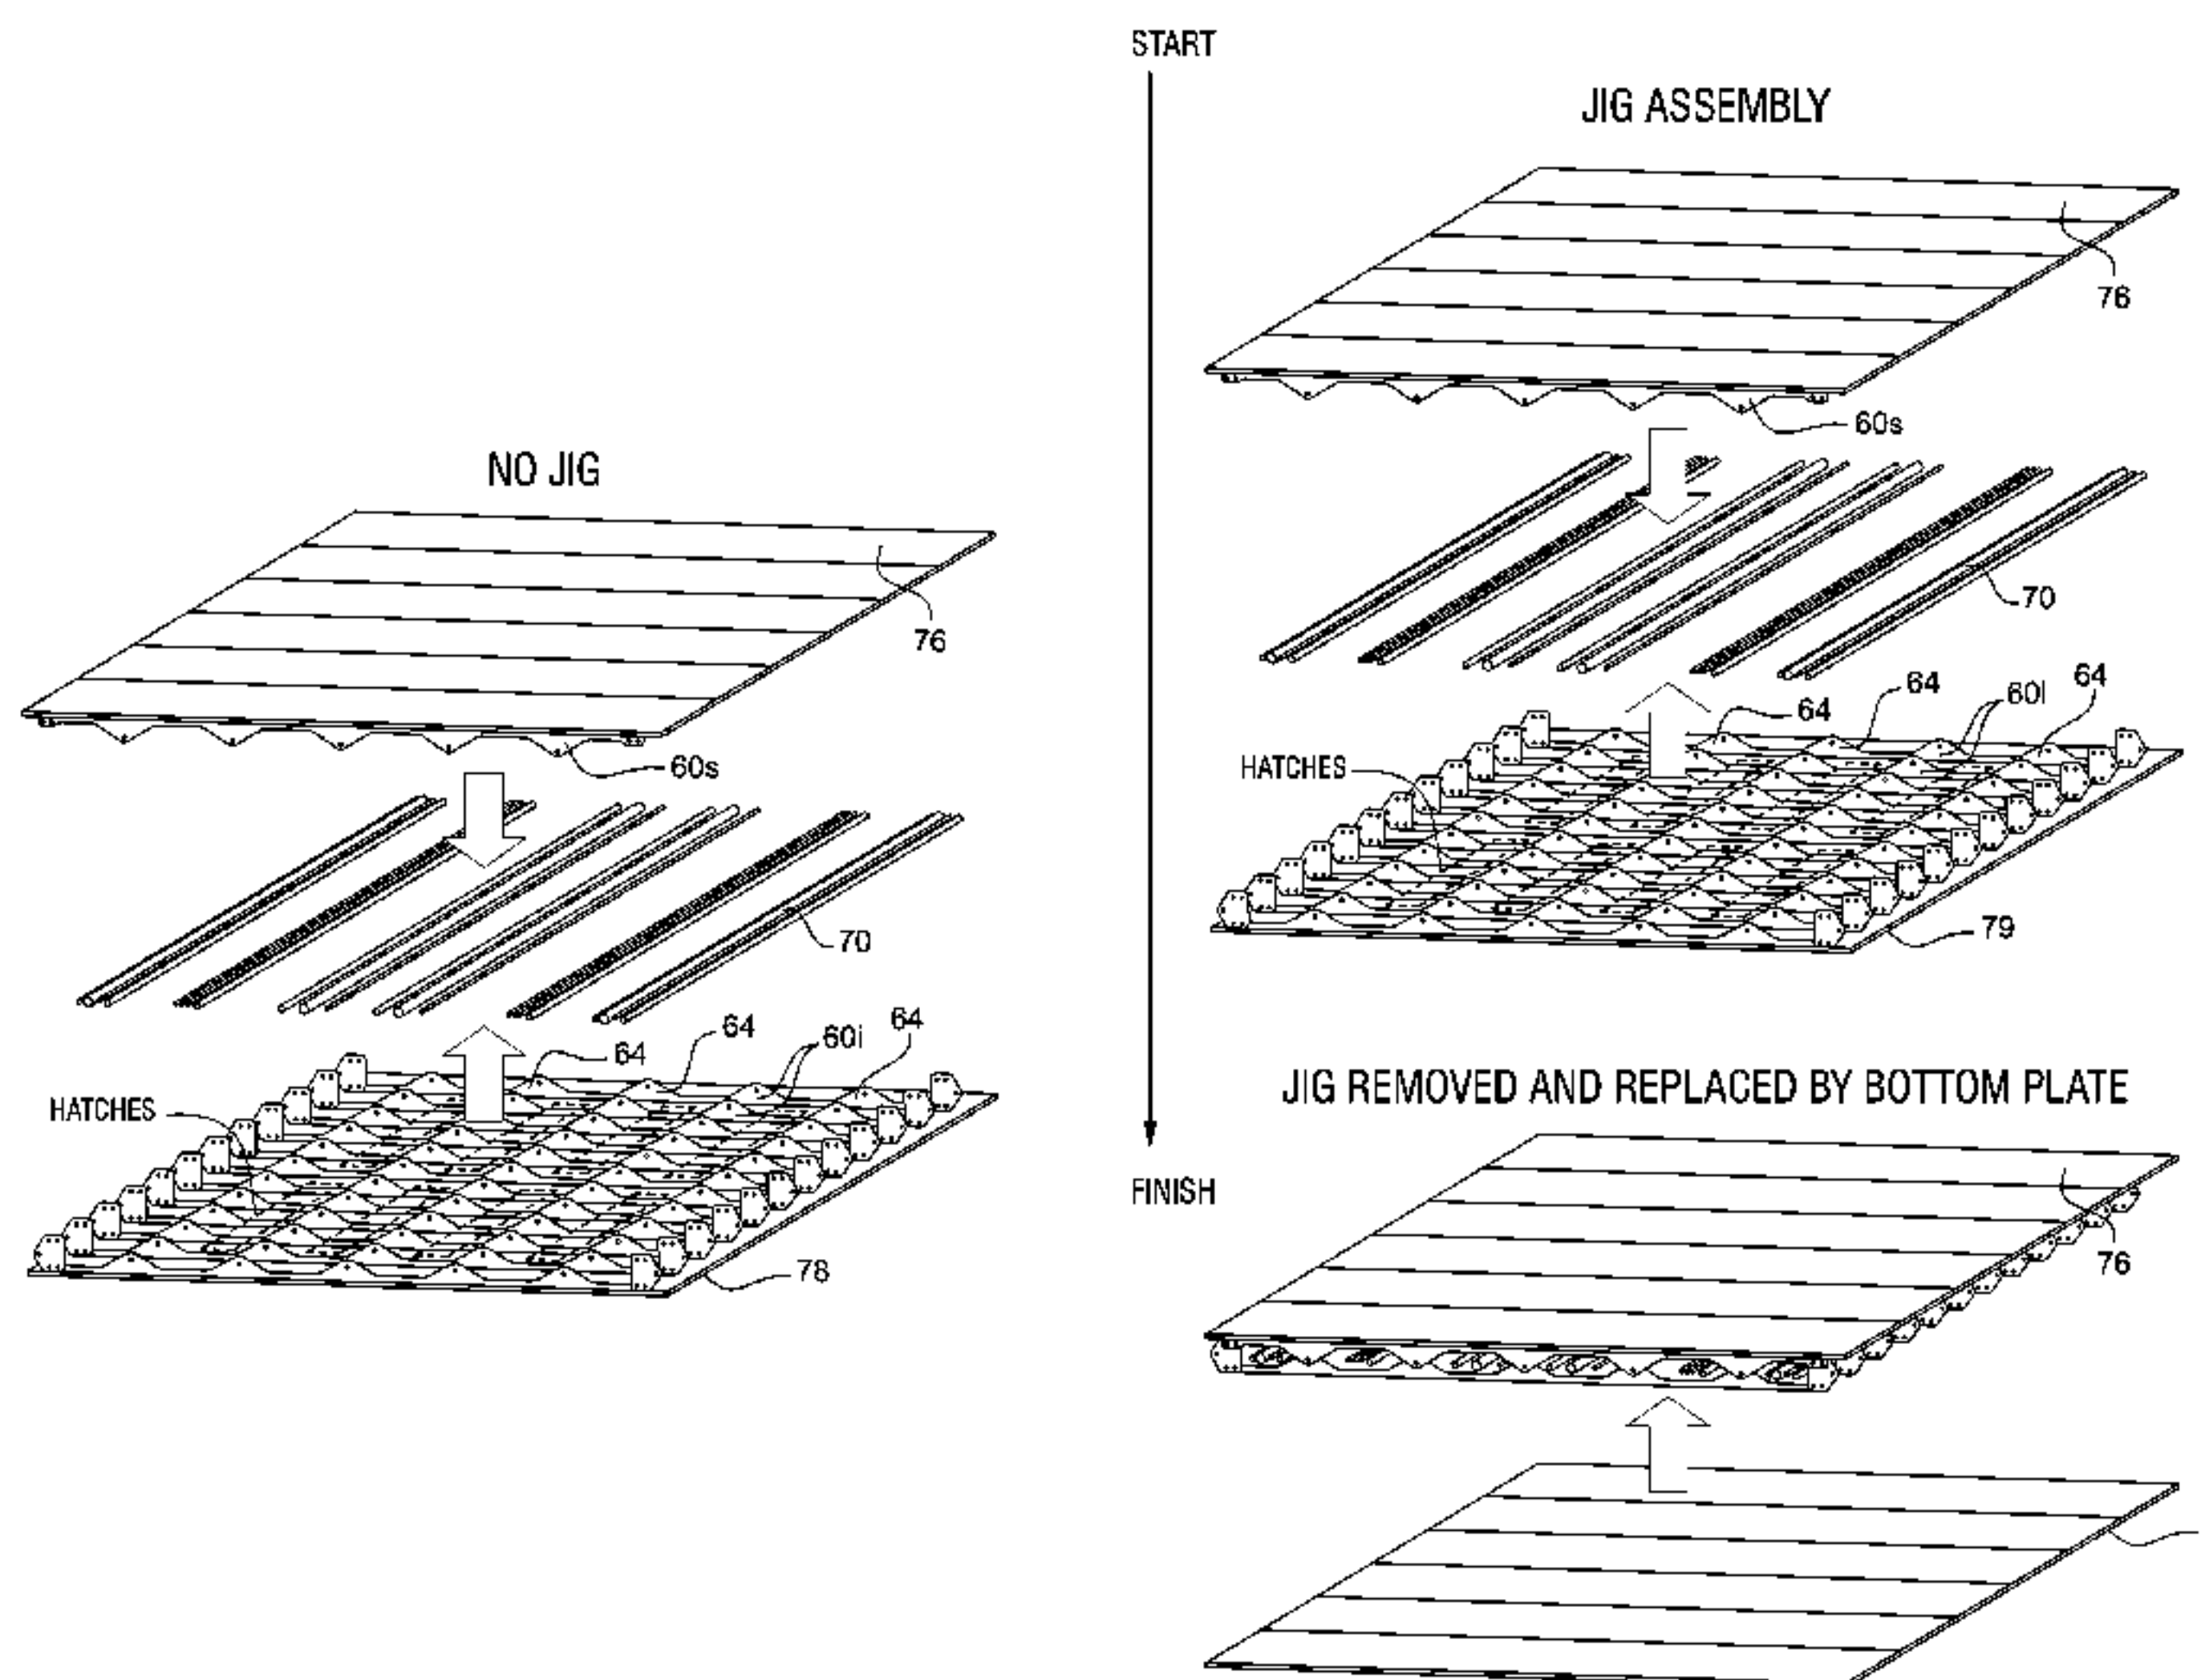 START
JIG ASSEMBLY
76
60s
NO JIG
70
76
64
64
60i
64
HATCHES
60s
79
70
64
64
60i
64
HATCHES
JIG REMOVED AND REPLACED BY BOTTOM PLATE
FINISH
76
78